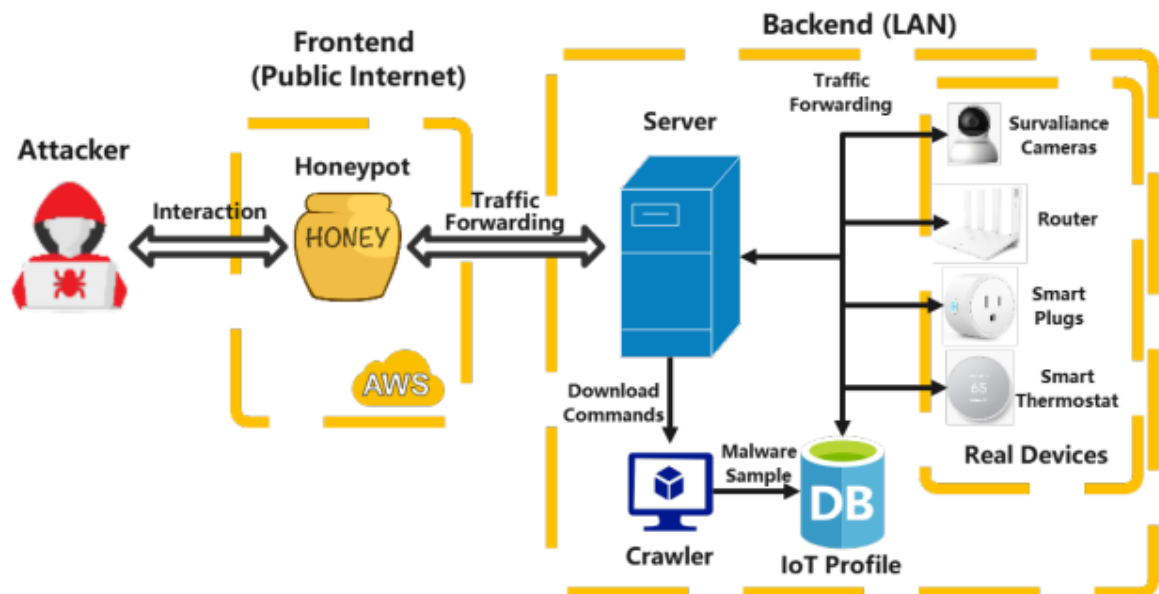 Backend (LAN)
Frontend
(Public Internet)
Traffic
Forwarding
Server
Survaliance
Cameras
Attacker
Honeypot
Interaction
HONEY
Traffic
Forwarding
Router
Smart
Plugs
AWS
Download
Commands
65
Smart
Thermostat
Malware
Sample
Real Devices
DB
Crawler
IoT Profile